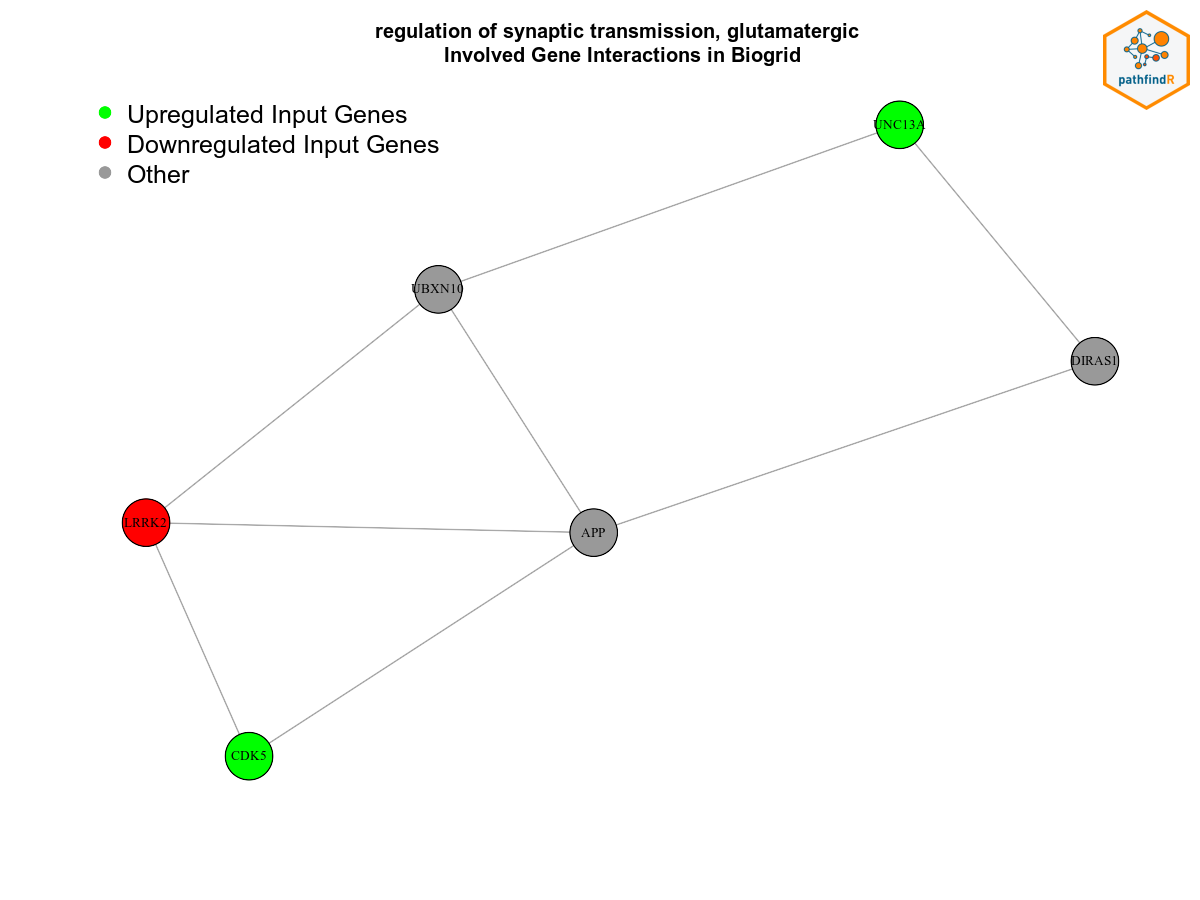 regulation of synaptic transmission, glutamatergic
Involved Gene Interactions in Biogrid
pathfindR
Upregulated Input Genes
Downregulated Input Genes
Other
UNC13A
UBXN10
DIRAS1
LRRK2
APP
CDK5